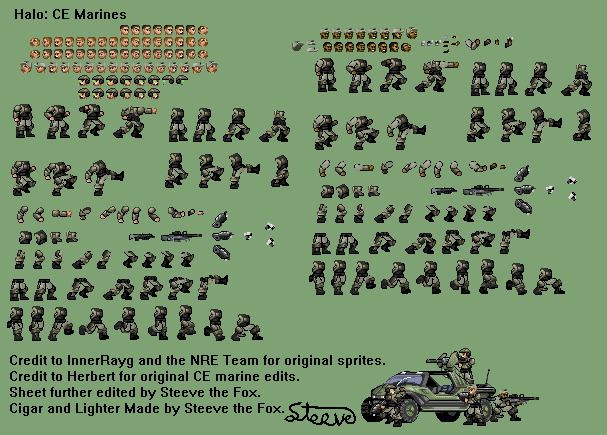 Halo: CE Marines
Credit to InnerRayg and the NRE Team for original sprites.
Credit to Herbert for original CE marine edits.
Sheet further edited by Steeve the Fox.
Cigar and Lighter Made by Steeve the Fox.
Steeve